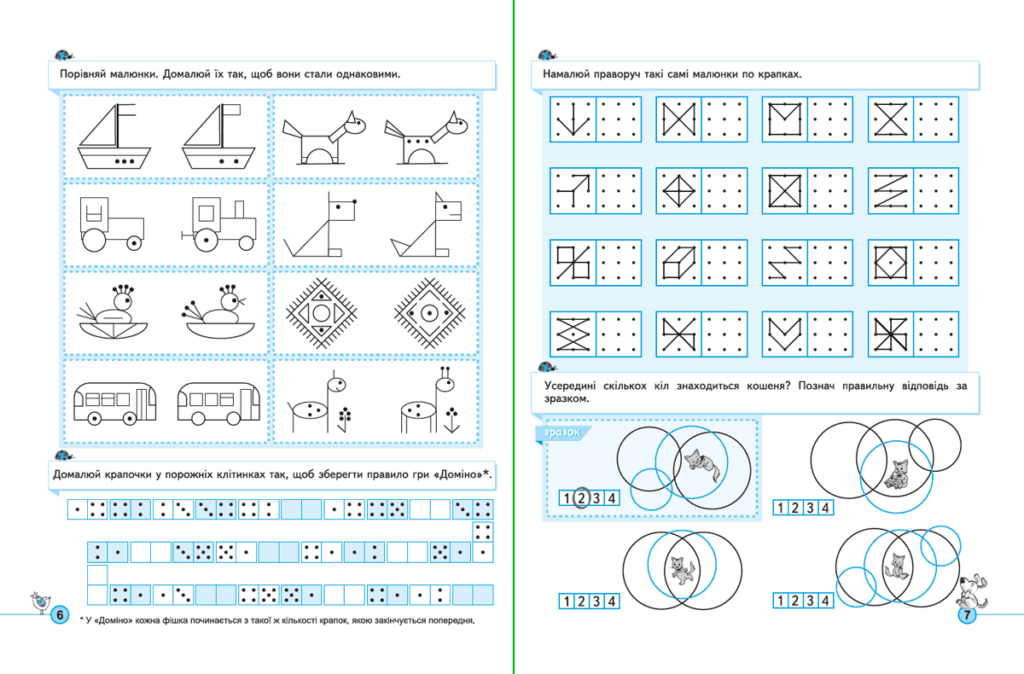 Порівняй малюнки. Домалюй їх так, щоб вони стали однаковими.
Домалюй крапочки у порожніх клітинках так, щоб зберегти правило гри «Доміно»*.
6
* У «Доміно» кожна фішка починається з такої ж кількості крапок, якою закінчується попередня.
Намалюй праворуч такі самі малюнки по крапках.
Усередині скількох кіл знаходиться кошеня? Познач правильну відповідь за
зразком.
зразок
1 2 3 4
1 2 3 4
1 2 3 4
1 2 3 4
7